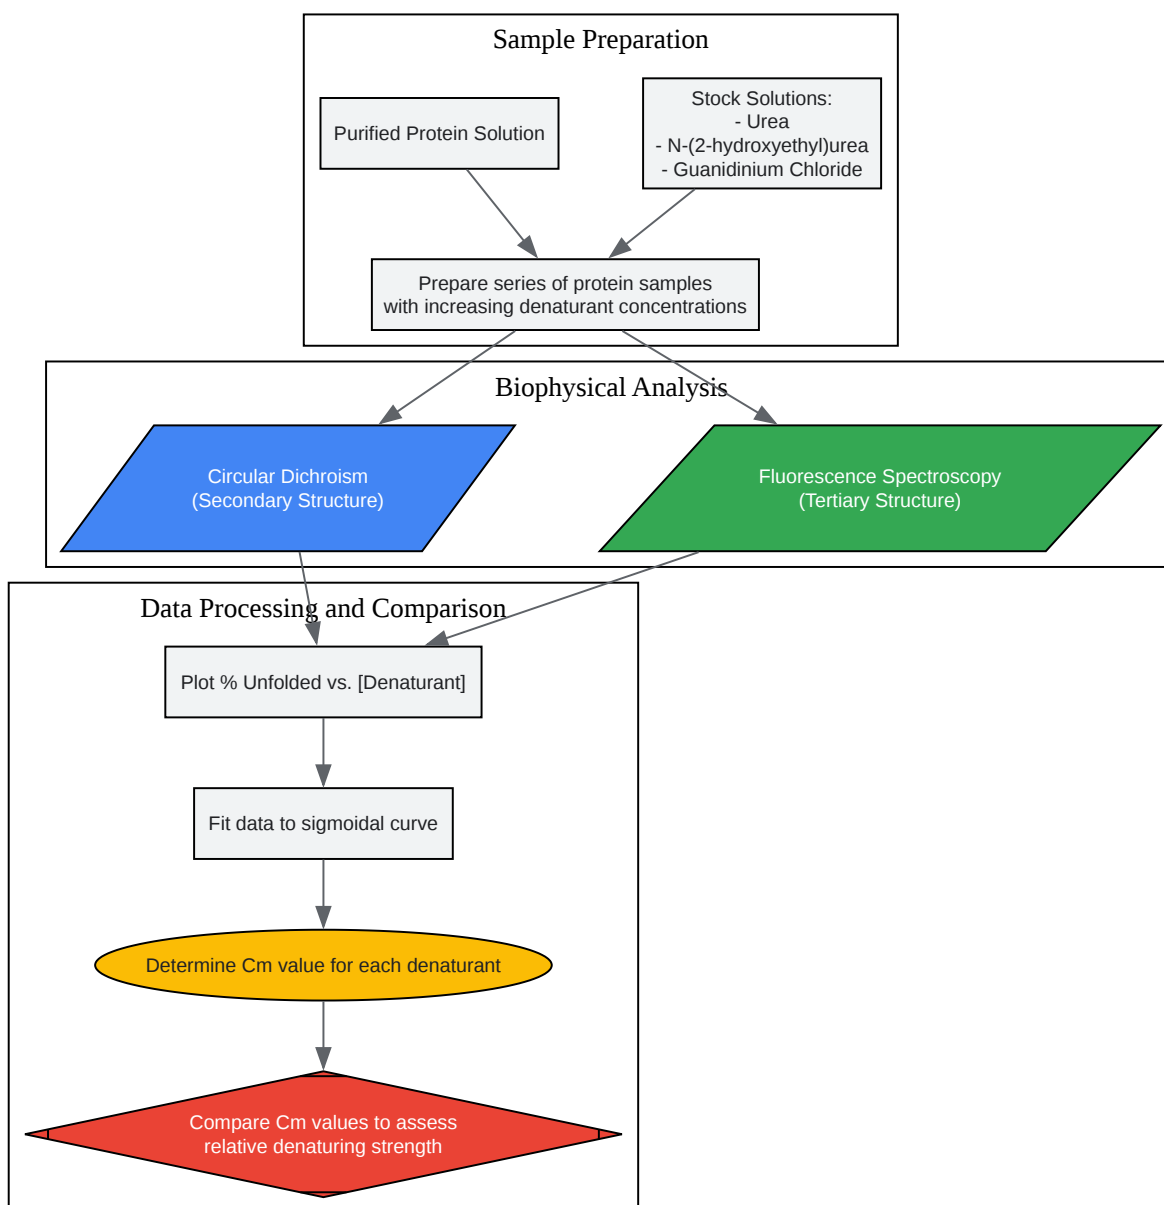 Sample Preparation
Purified Protein Solution
Stock Solutions:
- Urea
- N-(2-hydroxyethyl)urea
- Guanidinium Chloride
Prepare series of protein samples
with increasing denaturant concentrations
Biophysical Analysis
Circular Dichroism
(Secondary Structure)
Fluorescence Spectroscopy
(Tertiary Structure)
Data Processing and Comparison
Plot % Unfolded vs. [Denaturant]
Fit data to sigmoidal curve
Determine Cm value for each denaturant
Compare Cm values to assess
relative denaturing strength